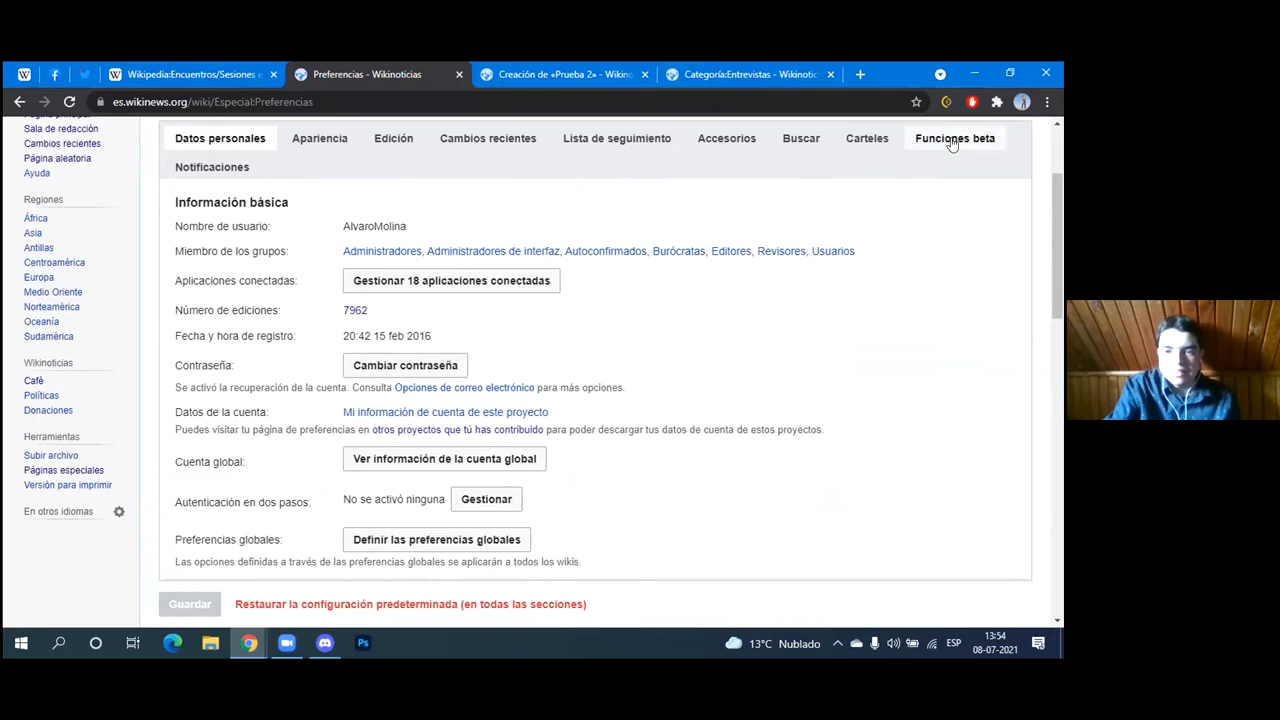 Wikipedia:Encuentros/Sesiones e
Preferencias - Wikinoticias
Creación de «Prueba 2» - Wikino
Categoría:Entrevistas - Wikinotic
es.wikinews.org/wiki/Especial:Preferencias
Sala de redacción
Cambios recientes
Página aleatoria
Ayuda
Regiones
África
Asia
Antillas
Centroamérica
Europa
Medio Oriente
Norteamérica
Oceanía
Sudamérica
Wikinoticias
Café
Políticas
Donaciones
Herramientas
Subir archivo
Páginas especiales
Versión para imprimir
En otros idiomas
Datos personales Apariencia Edición Cambios recientes Lista de seguimiento Accesorios Buscar Carteles Funciones beta
Notificaciones
Información básica
Nombre de usuario: AlvaroMolina
Miembro de los grupos: Administradores, Administradores de interfaz, Autoconfirmados, Burócratas, Editores, Revisores, Usuarios
Aplicaciones conectadas: Gestionar 18 aplicaciones conectadas
Número de ediciones: 7962
Fecha y hora de registro: 20:42 15 feb 2016
Contraseña: Cambiar contraseña
Se activó la recuperación de la cuenta. Consulta Opciones de correo electrónico para más opciones.
Datos de la cuenta: Mi información de cuenta de este proyecto
Puedes visitar tu página de preferencias en otros proyectos que tú has contribuido para poder descargar tus datos de cuenta de estos proyectos.
Cuenta global: Ver información de la cuenta global
Autenticación en dos pasos: No se activó ninguna Gestionar
Preferencias globales: Definir las preferencias globales
Las opciones definidas a través de las preferencias globales se aplicarán a todos los wikis.
Guardar Restaurar la configuración predeterminada (en todas las secciones)
Ps
13°C Nublado
ESP
13:54
08-07-2021